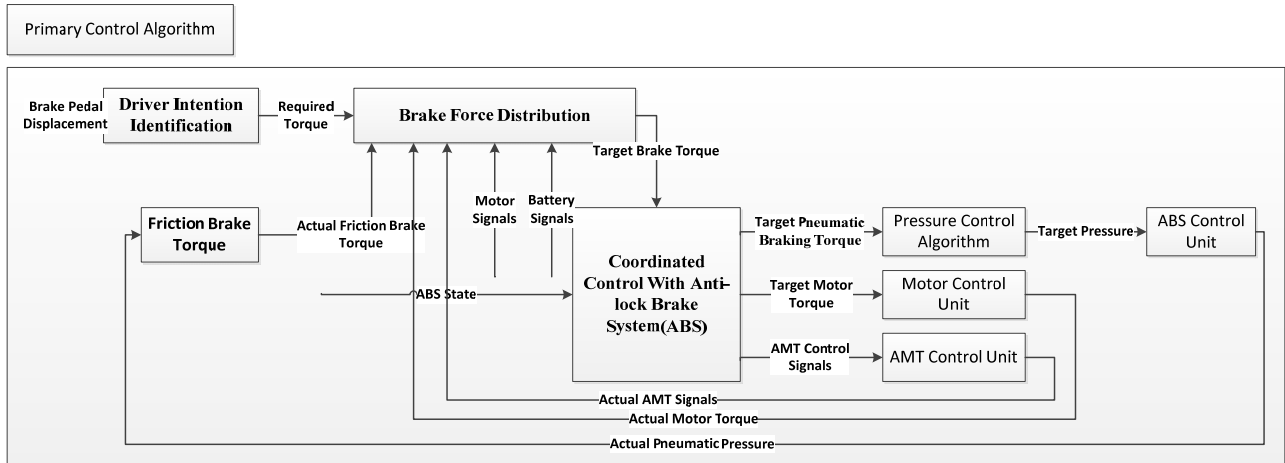 Primary Control Algorithm
Brake Pedal
Displacement
Driver Intention
Identification
Required
Torque
Brake Force Distribution
Target Brake Torque
Motor
Signals
Battery
Signals
Friction Brake
Torque
Actual Friction Brake
Torque
ABS State
Coordinated
Control With Anti-
lock Brake
System(ABS)
Target Pneumatic
Braking Torque
Pressure Control
Algorithm
Target Pressure
ABS Control
Unit
Target Motor
Torque
Motor Control
Unit
AMT Control
Signals
AMT Control Unit
Actual AMT Signals
Actual Motor Torque
Actual Pneumatic Pressure